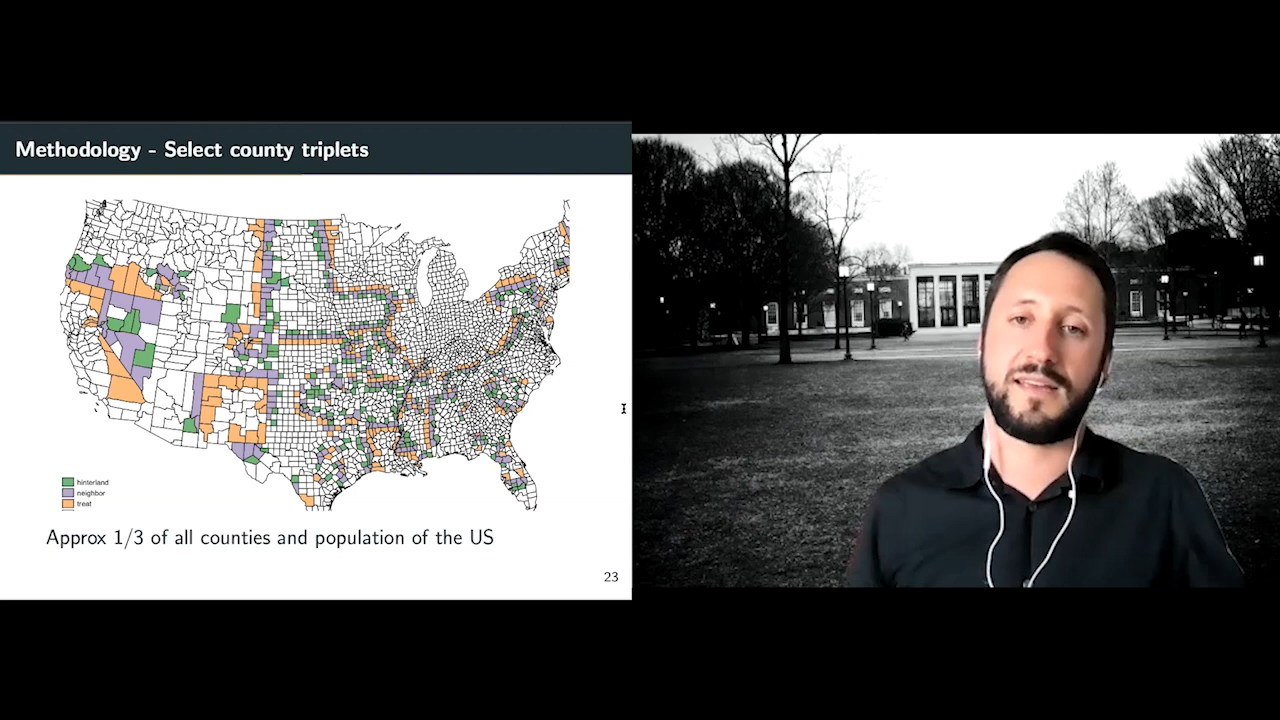 Methodology - Select county triplets
hinterland
neighbor
treat
Approx 1/3 of all counties and population of the US
23